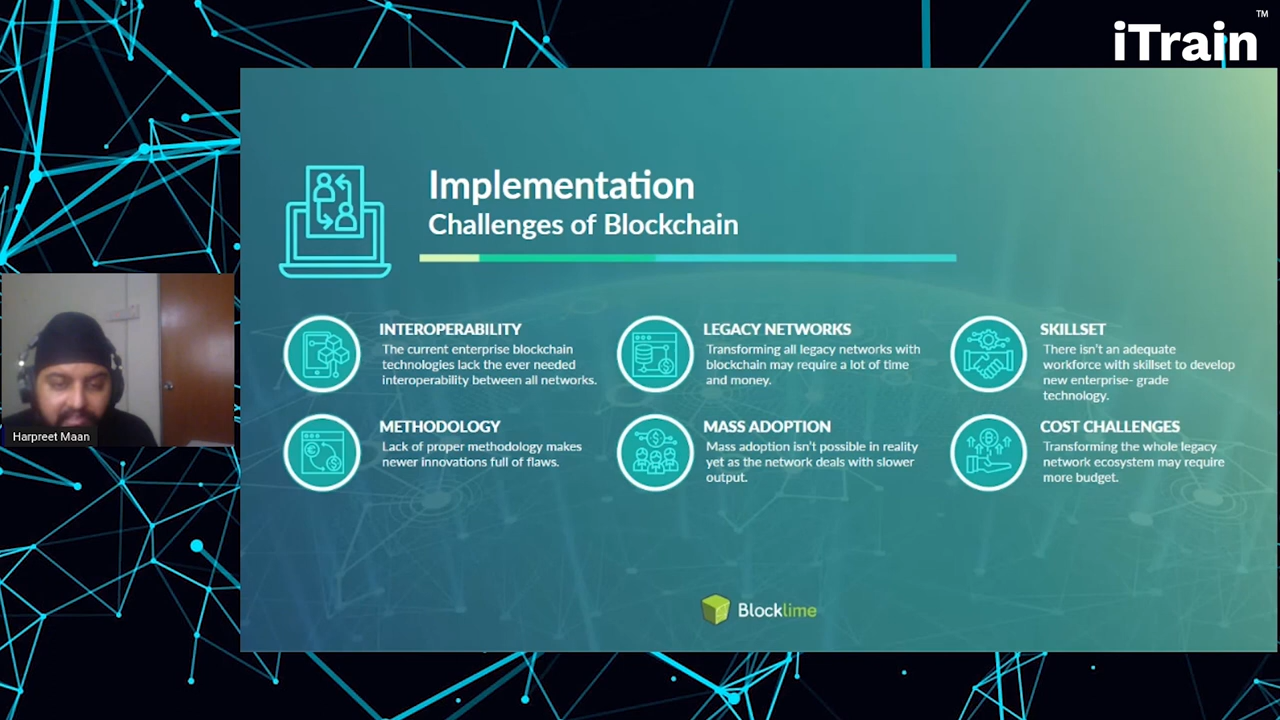 iTrain™
Implementation
Challenges of Blockchain
INTEROPERABILITY
The current enterprise blockchain
technologies lack the ever needed
interoperability between all networks.
LEGACY NETWORKS
Transforming all legacy networks with
blockchain may require a lot of time
and money.
SKILLSET
There isn't an adequate
workforce with skillset to develop
new enterprise- grade
technology.
METHODOLOGY
Lack of proper methodology makes
newer innovations full of flaws.
MASS ADOPTION
Mass adoption isn't possible in reality
yet as the network deals with slower
output.
COST CHALLENGES
Transforming the whole legacy
network ecosystem may require
more budget.
Harpreet Maan
Blocklime